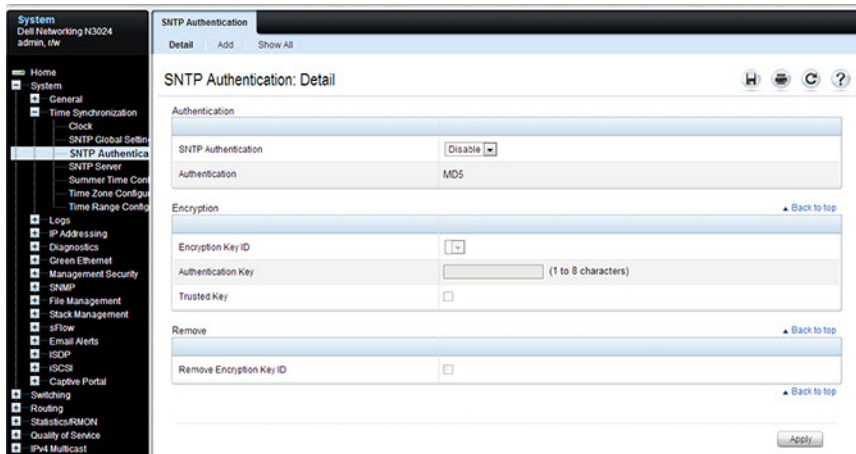 System
Dell Networking N3024
admin, r/w
Home
System
General
Time Synchronization
Clock
SNTP Global Settin
SNTP Authentica
SNTP Server
Summer Time Conf
Time Zone Configur
Time Range Config
Logs
IP Addressing
Diagnostics
Green Ethernet
Management Security
SNMP
File Management
Stack Management
sFlow
Email Alerts
ISDP
iSCSI
Captive Portal
Switching
Routing
Statistics/RMON
Quality of Service
IPv4 Multicast
SNTP Authentication
Detail Add Show All
SNTP Authentication: Detail
?
Authentication
SNTP Authentication Disable
Authentication MD5
Encryption Back to top
Encryption Key ID
Authentication Key (1 to 8 characters)
Trusted Key
Remove Back to top
Remove Encryption Key ID
Back to top
Apply